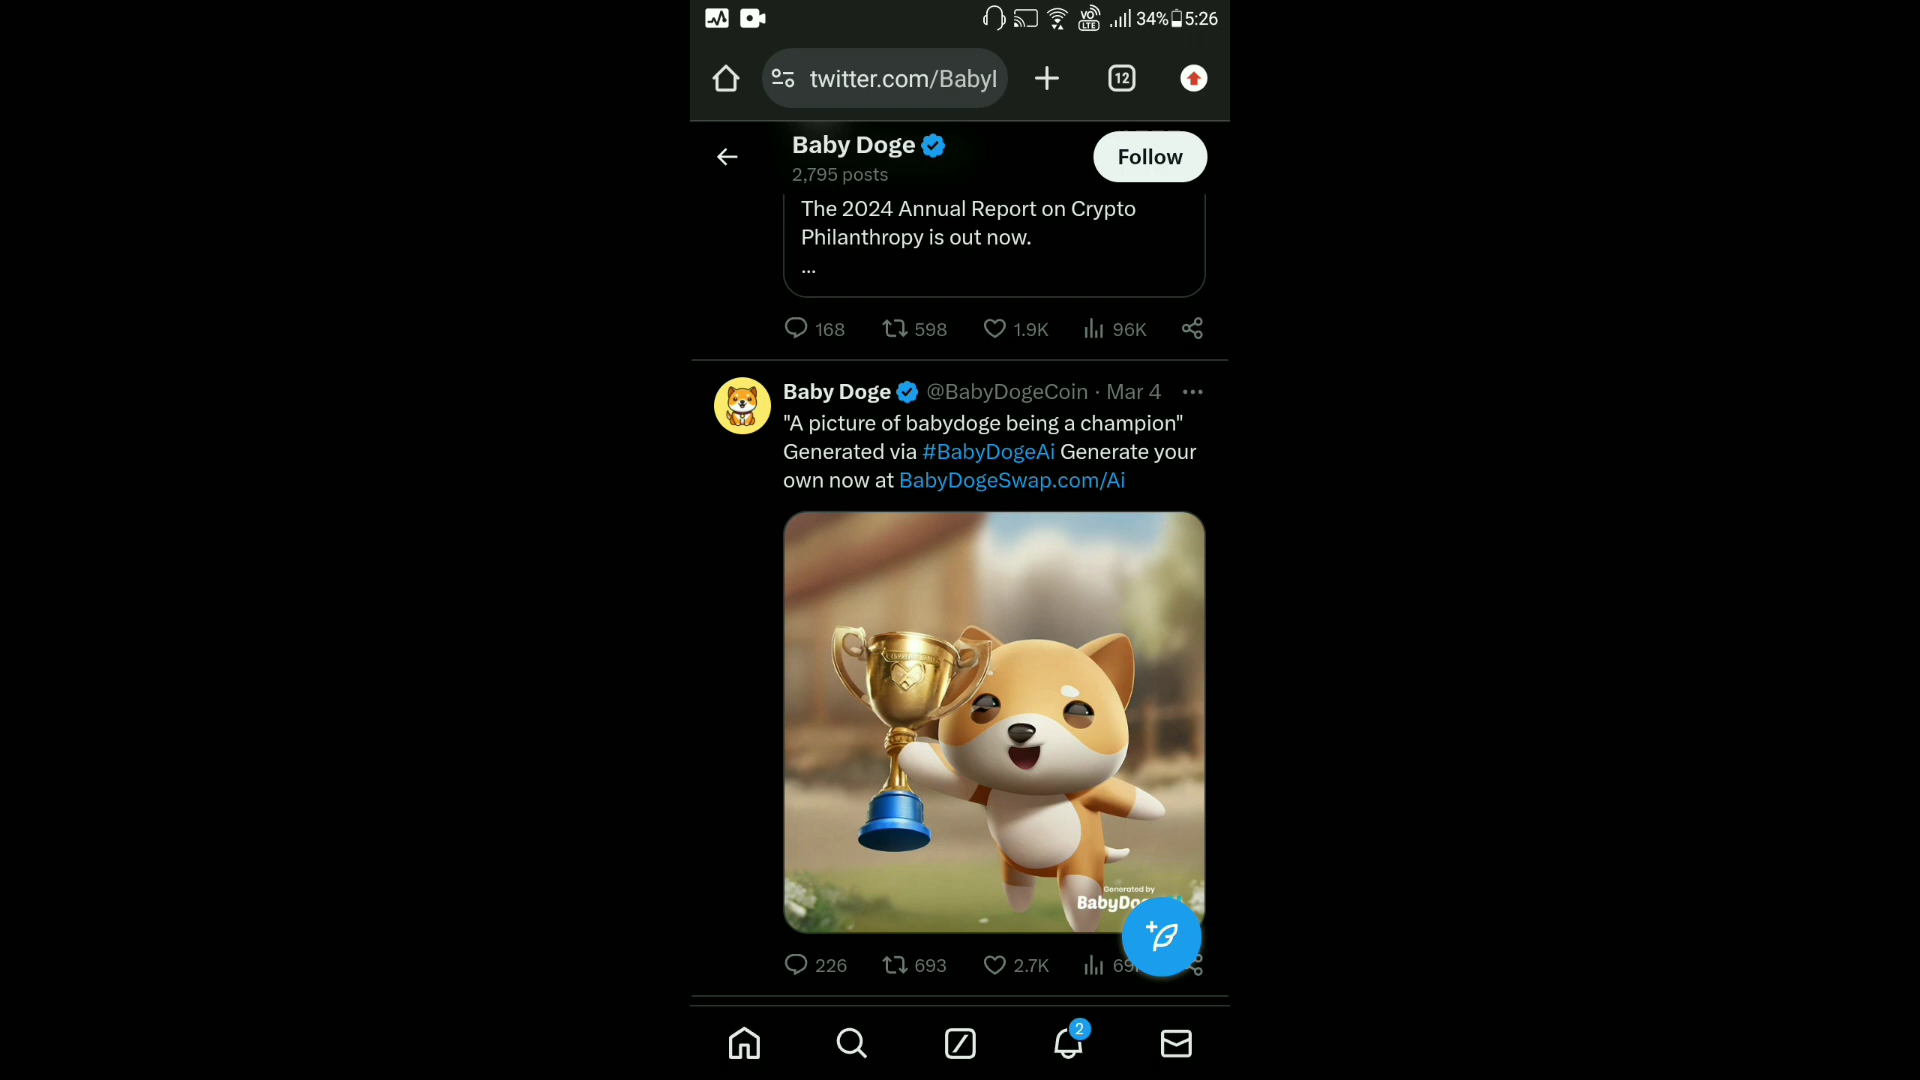 VO LTE 34% 5:26
twitter.com/Babyl
12
Baby Doge
2,795 posts
Follow
The 2024 Annual Report on Crypto
Philanthropy is out now.
...
168 598 1.9K 96K
Baby Doge @BabyDogeCoin · Mar 4
"A picture of babydoge being a champion"
Generated via #BabyDogeAi Generate your
own now at BabyDogeSwap.com/Ai
Generated by
226 693 2.7K
2